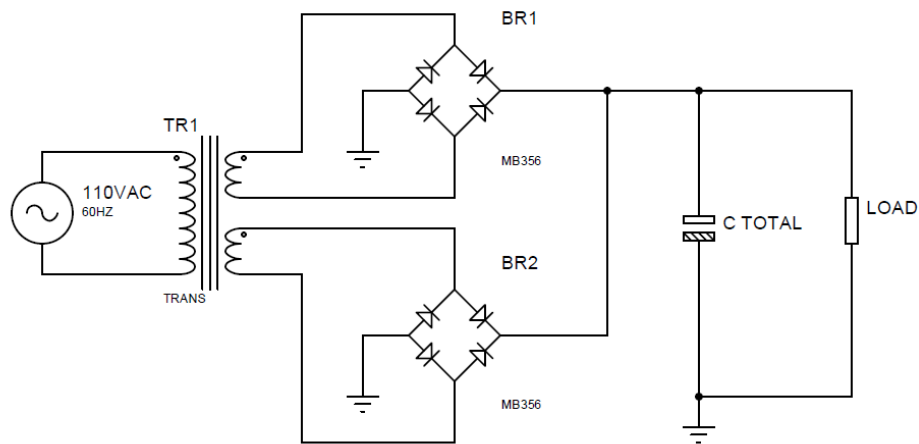 BR1
TR1
MB356
110VAC
60HZ
C TOTAL
LOAD
BR2
TRANS
MB356